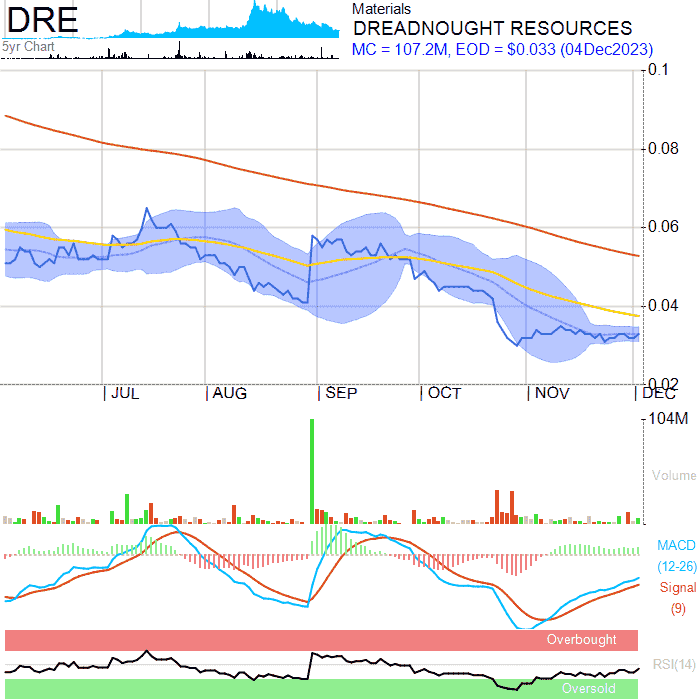 DRE
5yr Chart
Materials
DREADNOUGHT RESOURCES
MC = 107.2M, EOD = $0.033 (04Dec2023)
0.1
0.08
0.06
0.04
0.02
JUL AUG SEP OCT NOV DEC
104M
Volume
MACD
(12-26)
Signal
(9)
Overbought
RSI(14)
Oversold